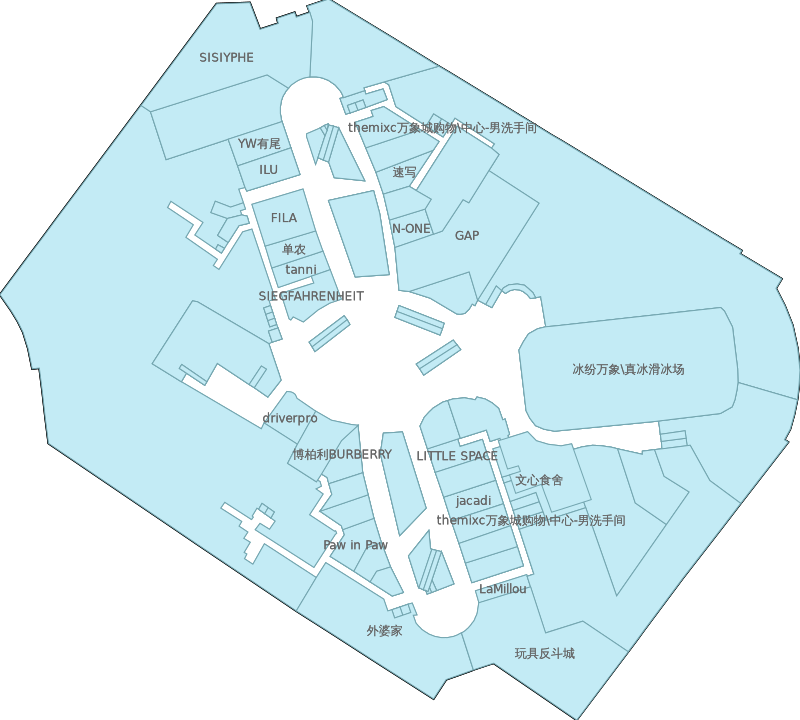 SISIYPHE
themixc万象城购物\中心-男洗手间
YW有尾
ILU
速写
FILA
N-ONE
GAP
单农
tanni
SIEGFAHRENHEIT
冰纷万象\真冰滑冰场
driverpro
博柏利BURBERRY
LITTLE SPACE
文心食舍
jacadi
themixc万象城购物\中心-男洗手间
Paw in Paw
LaMillou
外婆家
玩具反斗城